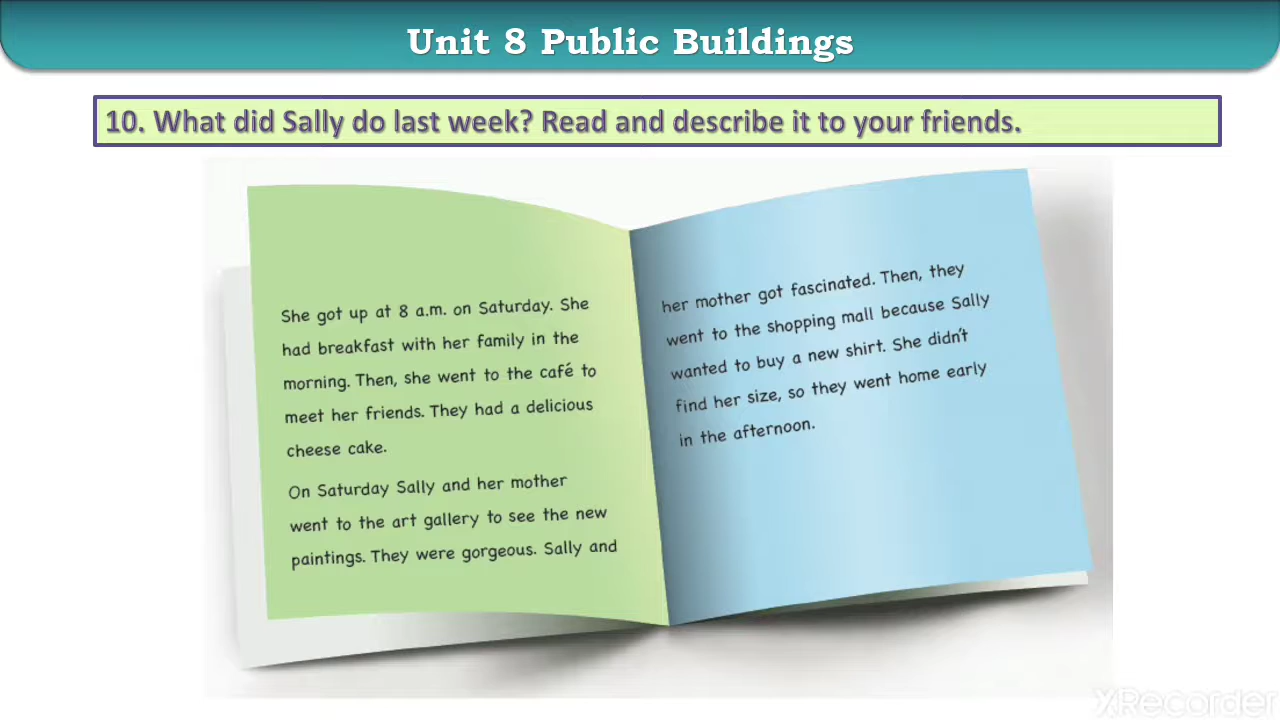 Unit 8 Public Buildings
10. What did Sally do last week? Read and describe it to your friends.
She got up at 8 a.m. on Saturday. She
had breakfast with her family in the
morning. Then, she went to the café to
meet her friends. They had a delicious
cheese cake.
On Saturday Sally and her mother
went to the art gallery to see the new
paintings. They were gorgeous. Sally and
her mother got fascinated. Then, they
went to the shopping mall because Sally
wanted to buy a new shirt. She didn't
find her size, so they went home early
in the afternoon.
XRecorder